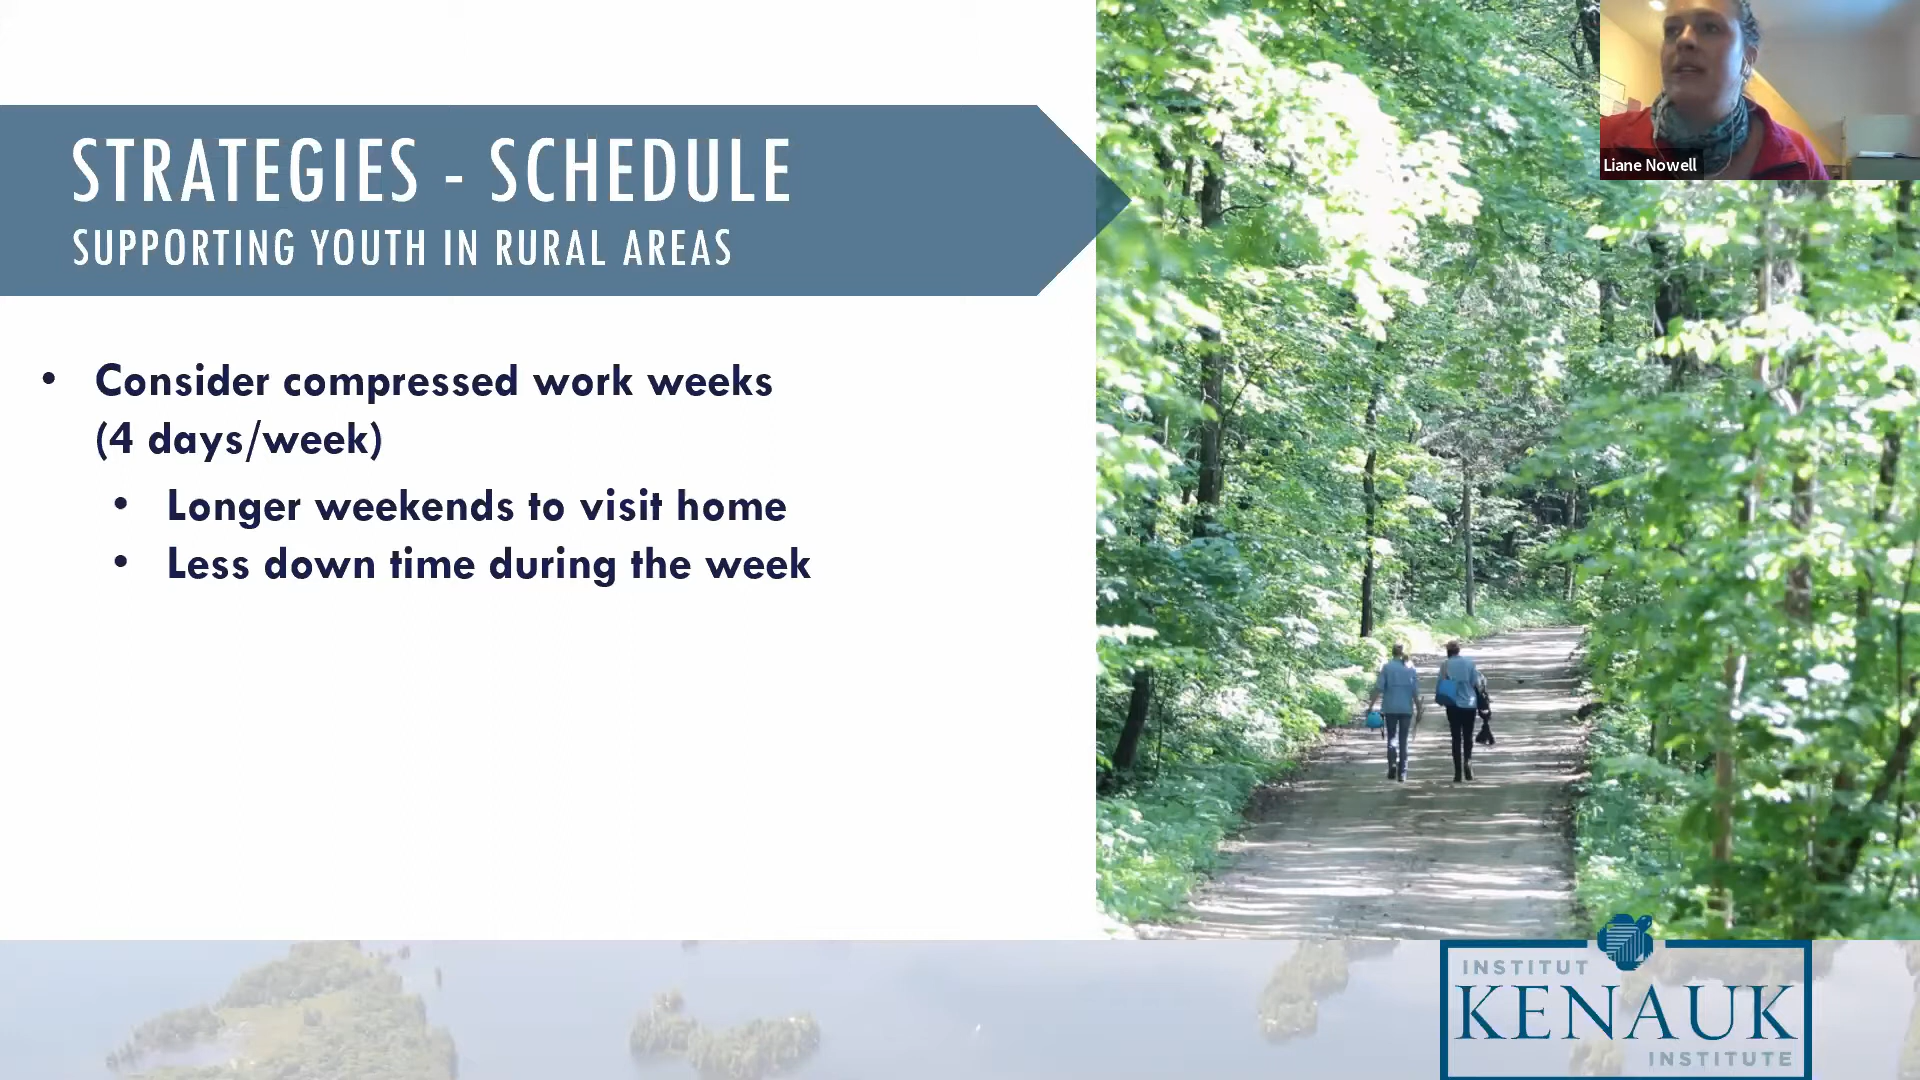 STRATEGIES - SCHEDULE
SUPPORTING YOUTH IN RURAL AREAS
• Consider compressed work weeks
(4 days/week)
• Longer weekends to visit home
• Less down time during the week
Liane Nowell
INSTITUT
KENAUK
INSTITUTE